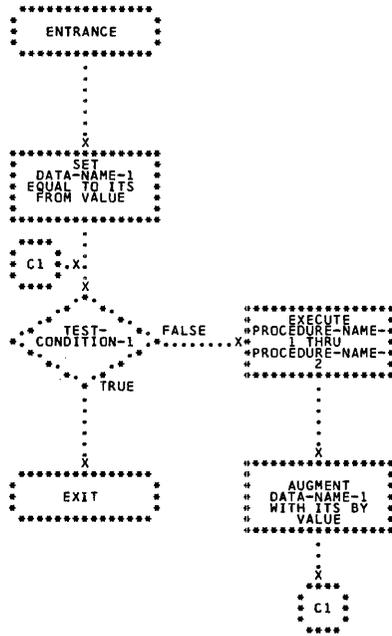 ENTRANCE
SET
DATA-NAME-1
EQUAL TO ITS
FROM VALUE
C1
TEST-
CONDITION-1
FALSE
TRUE
EXECUTE
PROCEDURE-NAME-
1 THRU
PROCEDURE-NAME-
2
EXIT
AUGMENT
DATA-NAME-1
WITH ITS BY
VALUE
C1